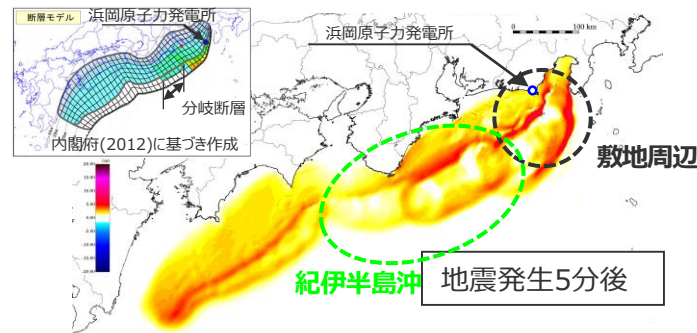 断層モデル
浜岡原子力発電所
分岐断層
内閣府(2012)に基づき作成
浜岡原子力発電所
0
100 km
敷地周辺
紀伊半島沖
地震発生5分後